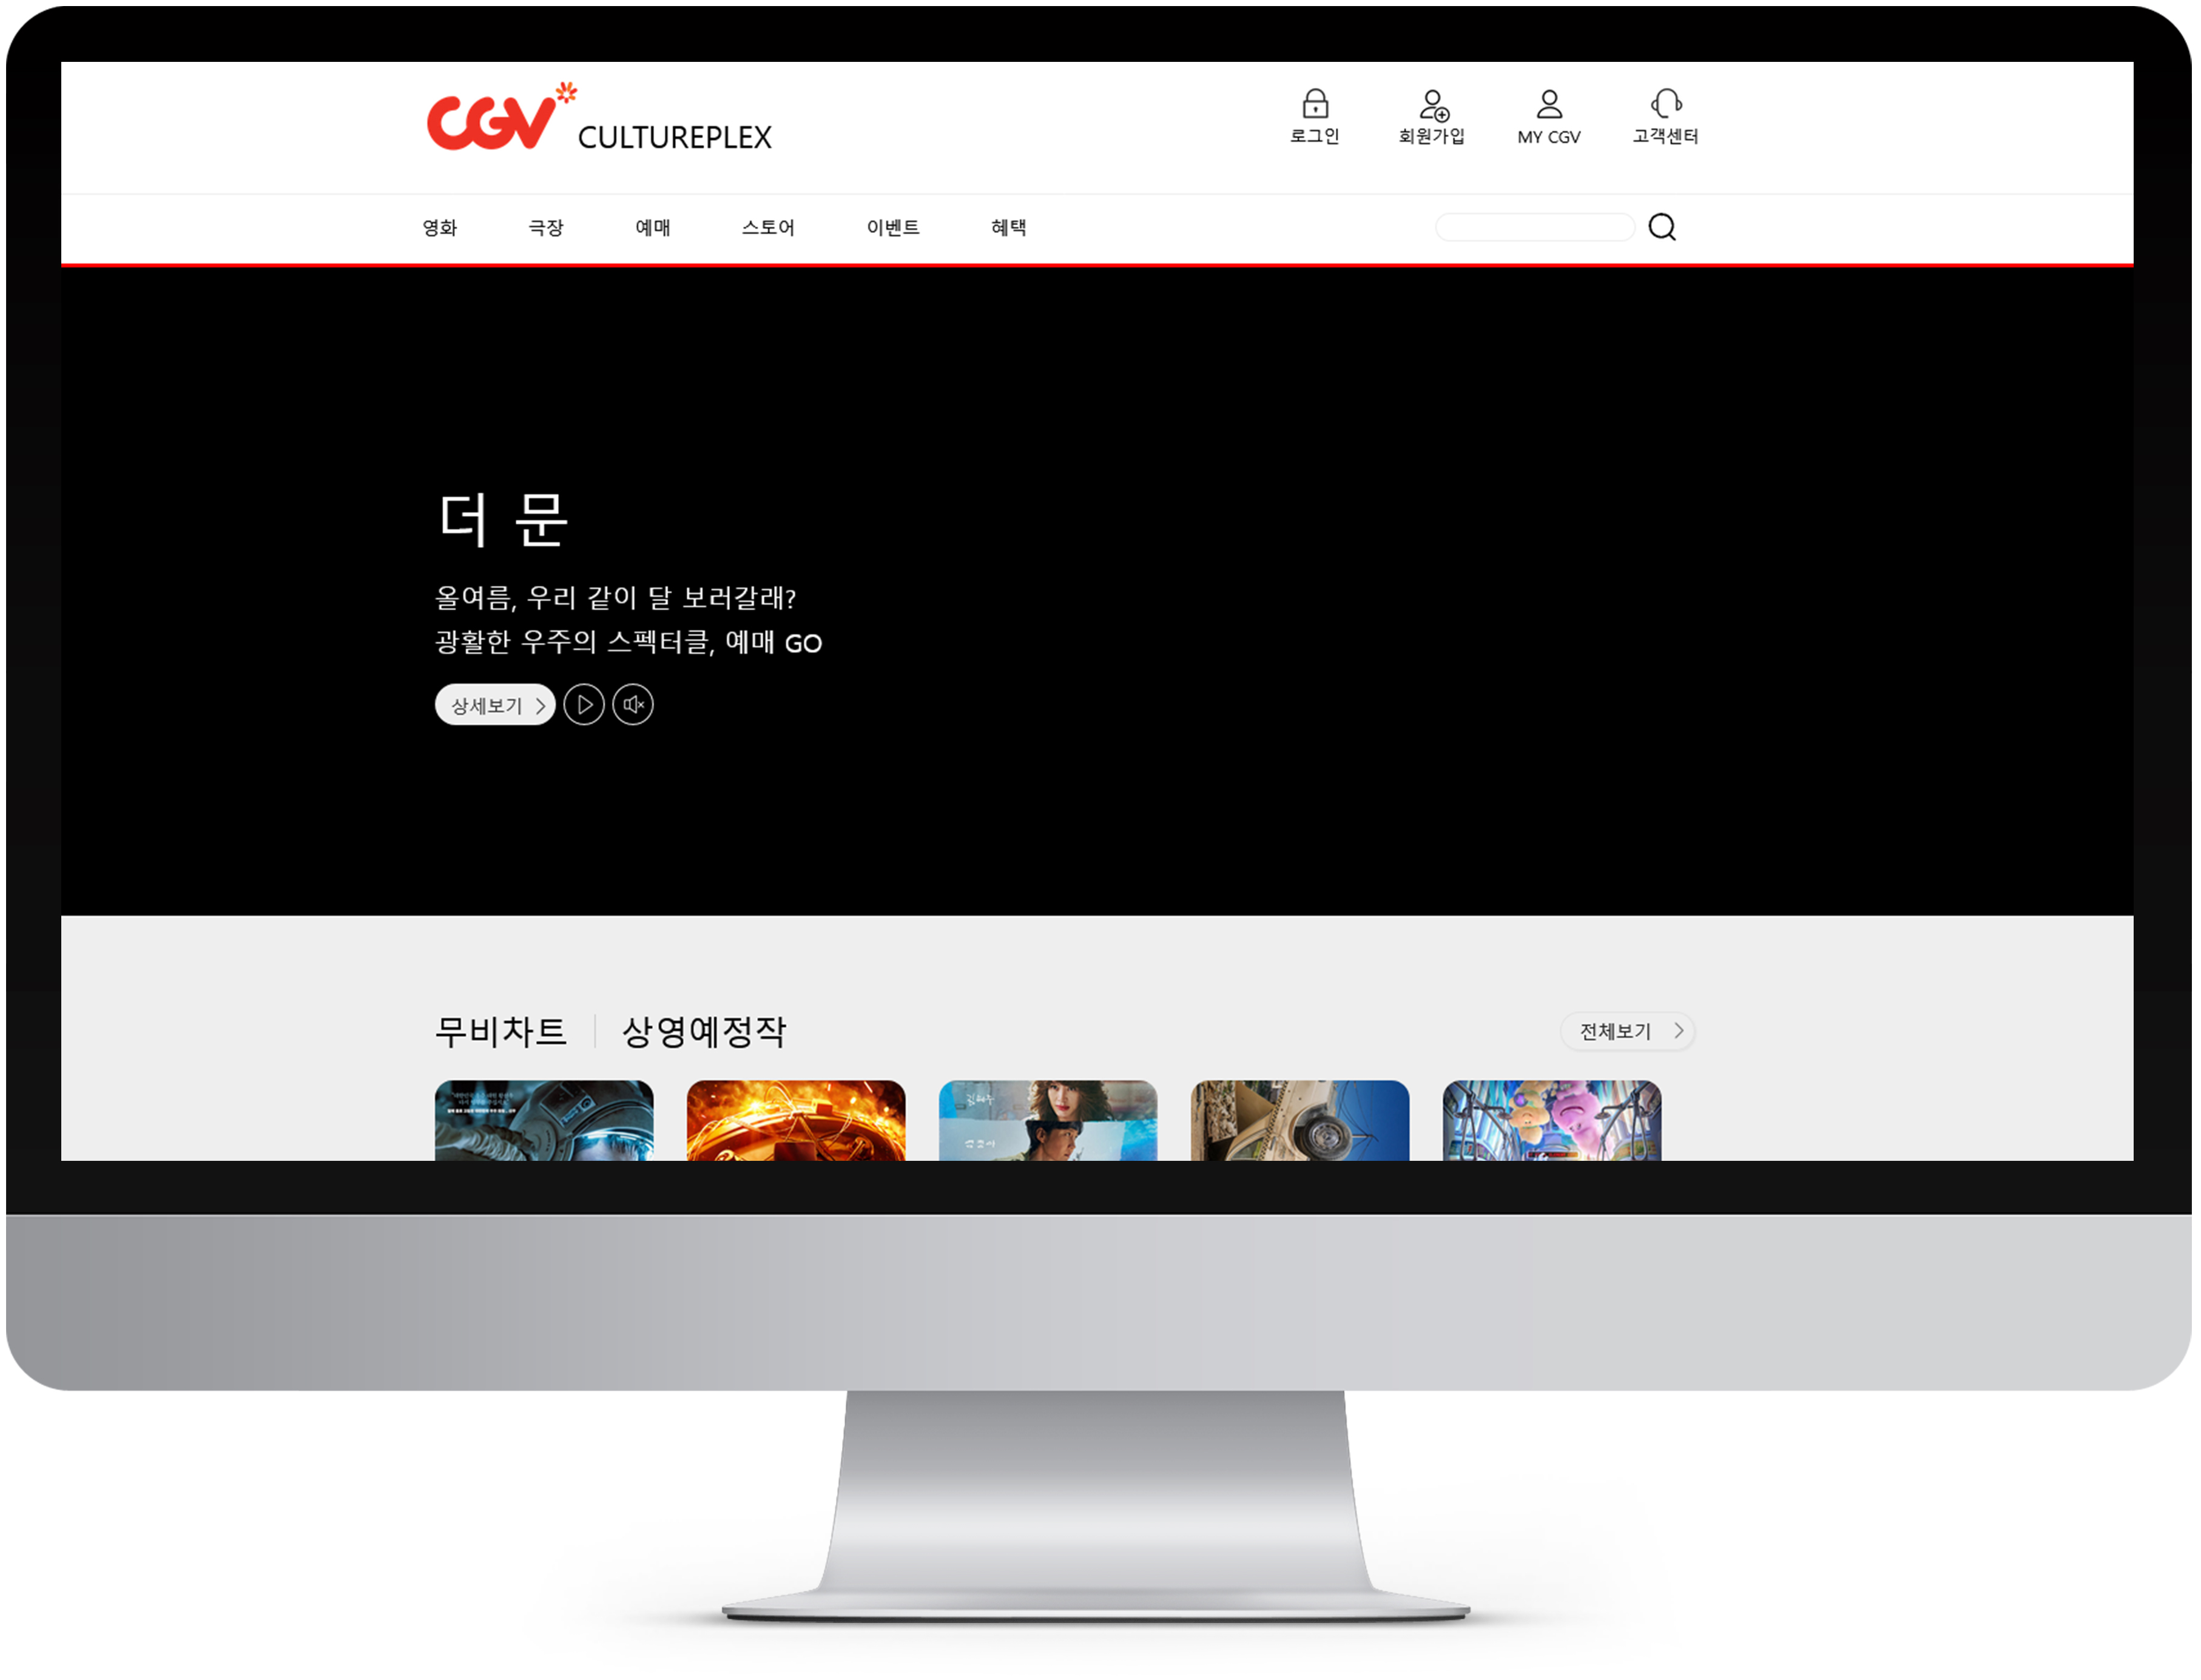 CGV
CULTUREPLEX
로그인
회원가입
MY CGV
고객센터
영화
극장
예매
스토어
이벤트
혜택
더 문
올여름, 우리 같이 달 보러갈래?
광활한 우주의 스펙터클, 예매 GO
상세보기
무비차트
상영예정작
전체보기